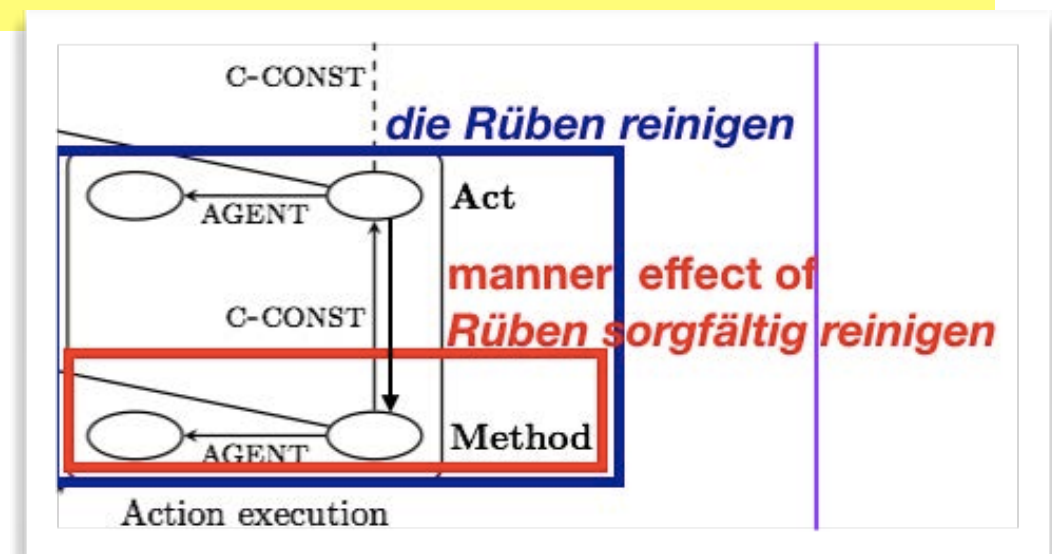 C-CONST
die Rüben reinigen
Act
AGENT
manner effect of
C-CONST
Rüben sorgfältig reinigen
Method
AGENT
Action execution